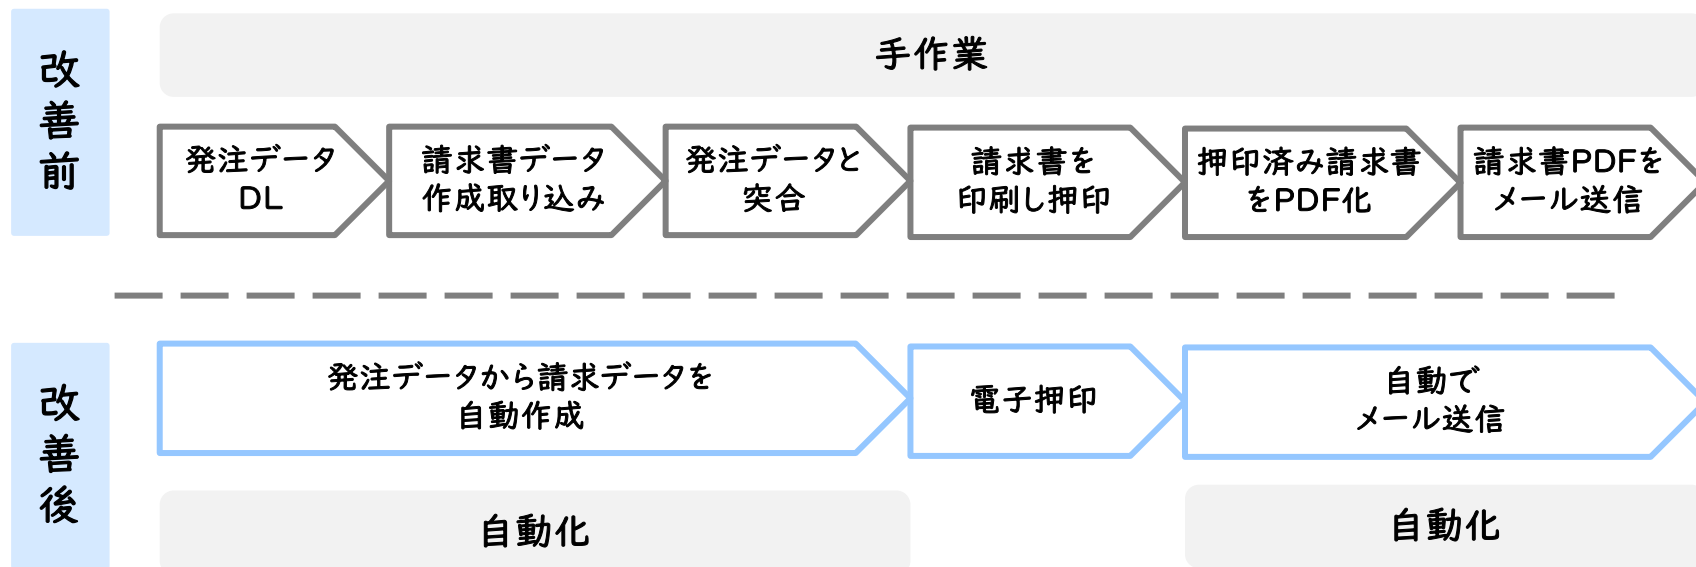 改善前
手作業
発注データ
DL
請求書データ
作成取り込み
発注データと
突合
請求書を
印刷し押印
押印済み請求書
をPDF化
請求書PDFを
メール送信
改善後
発注データから請求データを
自動作成
電子押印
自動で
メール送信
自動化
自動化